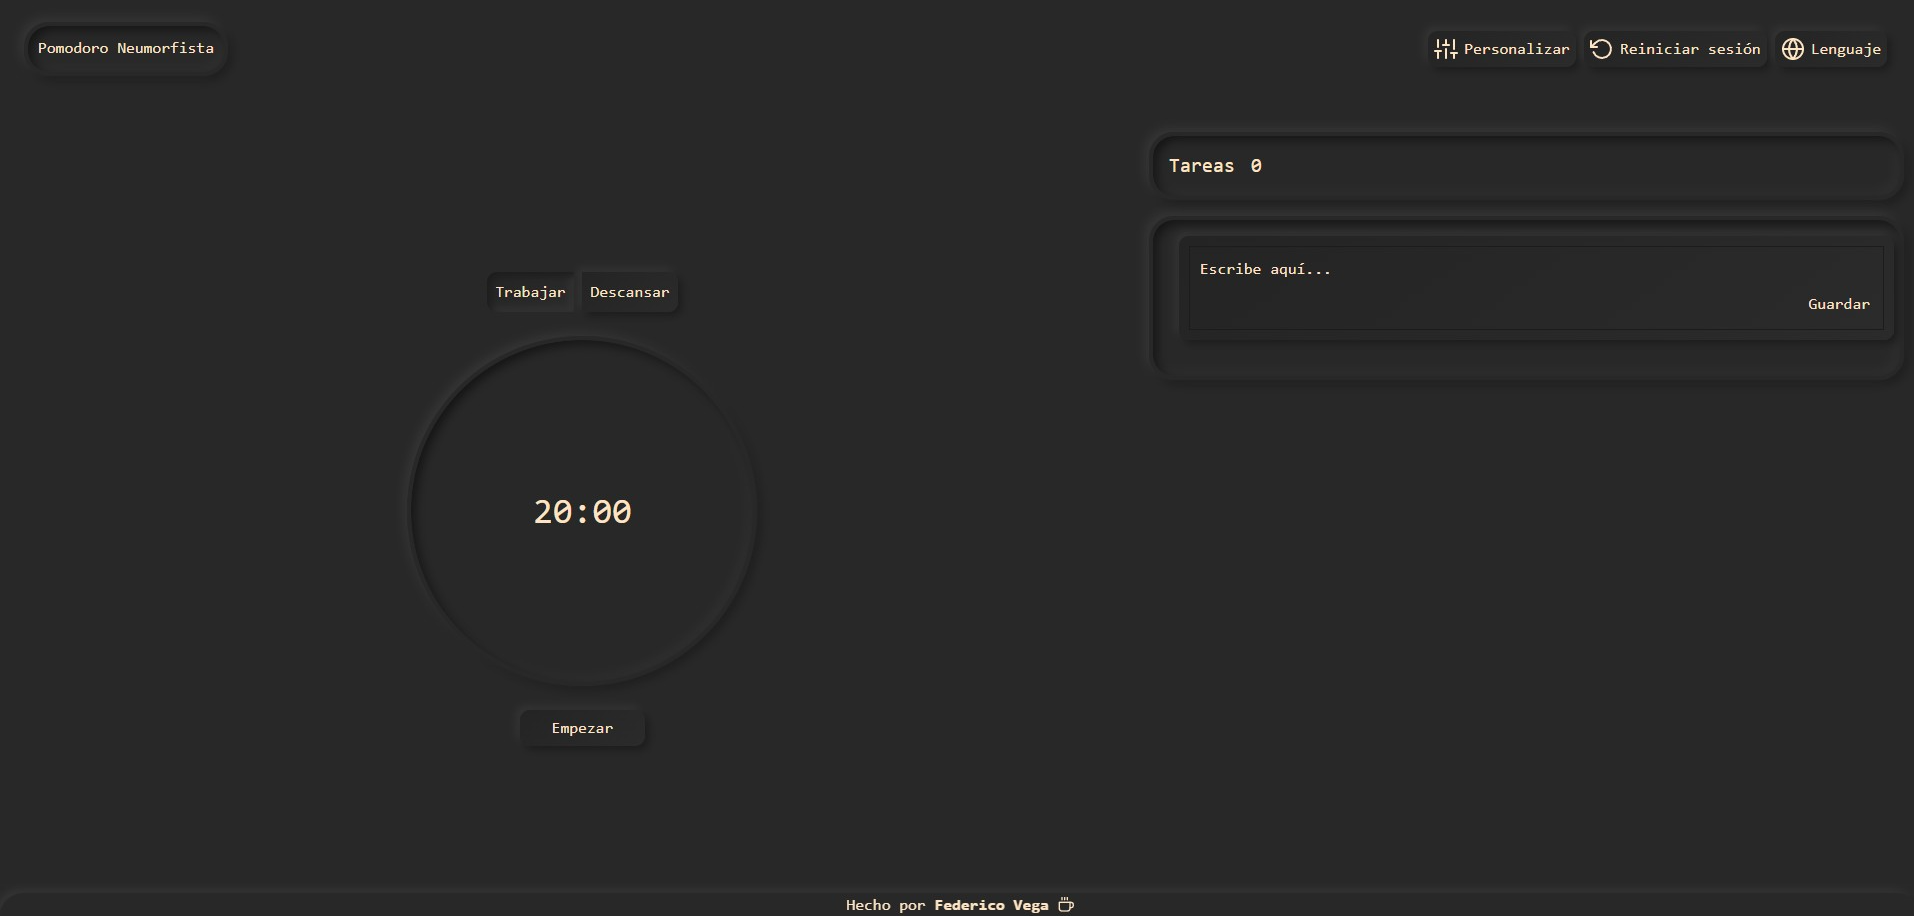 Pomodoro Neumorfista
Personalizar
Reiniciar sesión
Lenguaje
Tareas 0
Escribe aquí...
Guardar
Trabajar
Descansar
20:00
Empezar
Hecho por Federico Vega